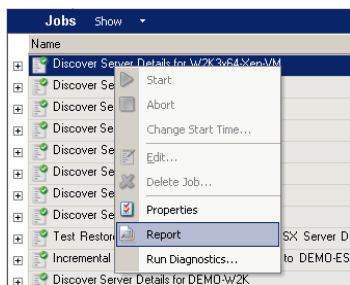 Jobs Show
Name
Discover Server Details for W2K3x64-Xen-VM
Discover Se
Start
Discover Se
Abort
Discover Se
Change Start Time...
Discover Se
Edit...
Discover Se
Delete Job...
Discover Se
Properties
Discover Se
Report
Test Restor
SX Server D
Incremental
Run Diagnostics...
to DEMO-ES
Discover Server Details for DEMO-W2K